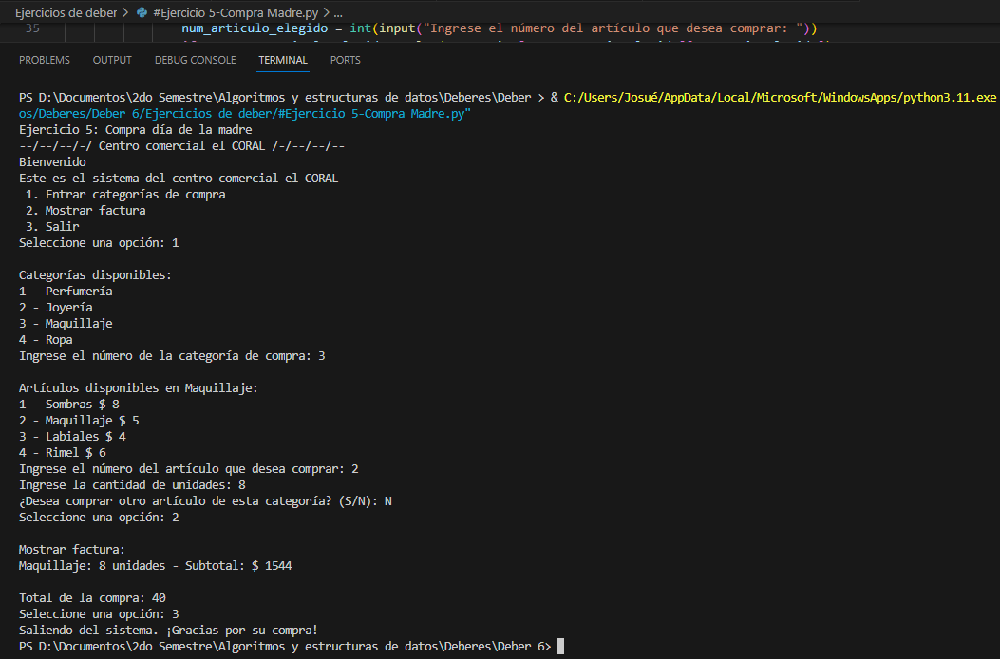 Ejercicios de deber > #Ejercicio 5-Compra Madre.py > ...
35 num_articulo_elegido = int(input("Ingrese el número del artículo que desea comprar: "))
PROBLEMS OUTPUT DEBUG CONSOLE TERMINAL PORTS
PS D:\Documentos\2do Semestre\Algoritmos y estructuras de datos\Deberes\Deber > & C:/Users/Josué/AppData/Local/Microsoft/WindowsApps/python3.11.exe
os/Deberes/Deber 6/Ejercicios de deber/#Ejercicio 5-Compra Madre.py"
Ejercicio 5: Compra día de la madre
--/--/--/-/ Centro comercial el CORAL /-/--/--/--
Bienvenido
Este es el sistema del centro comercial el CORAL
1. Entrar categorías de compra
2. Mostrar factura
3. Salir
Seleccione una opción: 1
Categorías disponibles:
1 - Perfumería
2 - Joyería
3 - Maquillaje
4 - Ropa
Ingrese el número de la categoría de compra: 3
Artículos disponibles en Maquillaje:
1 - Sombras $ 8
2 - Maquillaje $ 5
3 - Labiales $ 4
4 - Rimel $ 6
Ingrese el número del artículo que desea comprar: 2
Ingrese la cantidad de unidades: 8
¿Desea comprar otro artículo de esta categoría? (S/N): N
Seleccione una opción: 2
Mostrar factura:
Maquillaje: 8 unidades - Subtotal: $ 1544
Total de la compra: 40
Seleccione una opción: 3
Saliendo del sistema. ¡Gracias por su compra!
PS D:\Documentos\2do Semestre\Algoritmos y estructuras de datos\Deberes\Deber 6>